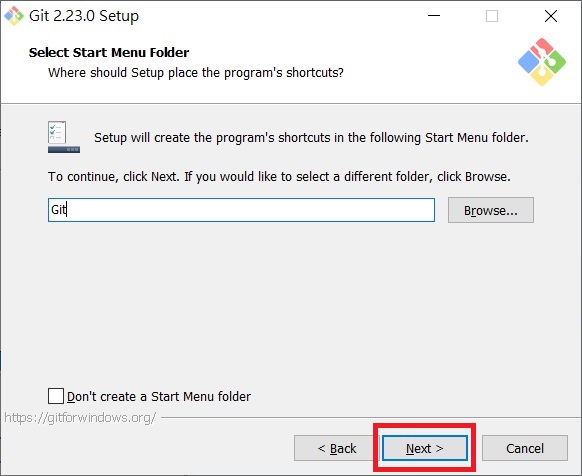 Git 2.23.0 Setup
Select Start Menu Folder
Where should Setup place the program's shortcuts?
Setup will create the program's shortcuts in the following Start Menu folder.
To continue, click Next. If you would like to select a different folder, click Browse.
Git
Browse...
Don't create a Start Menu folder
https://gitforwindows.org/
< Back
Next >
Cancel